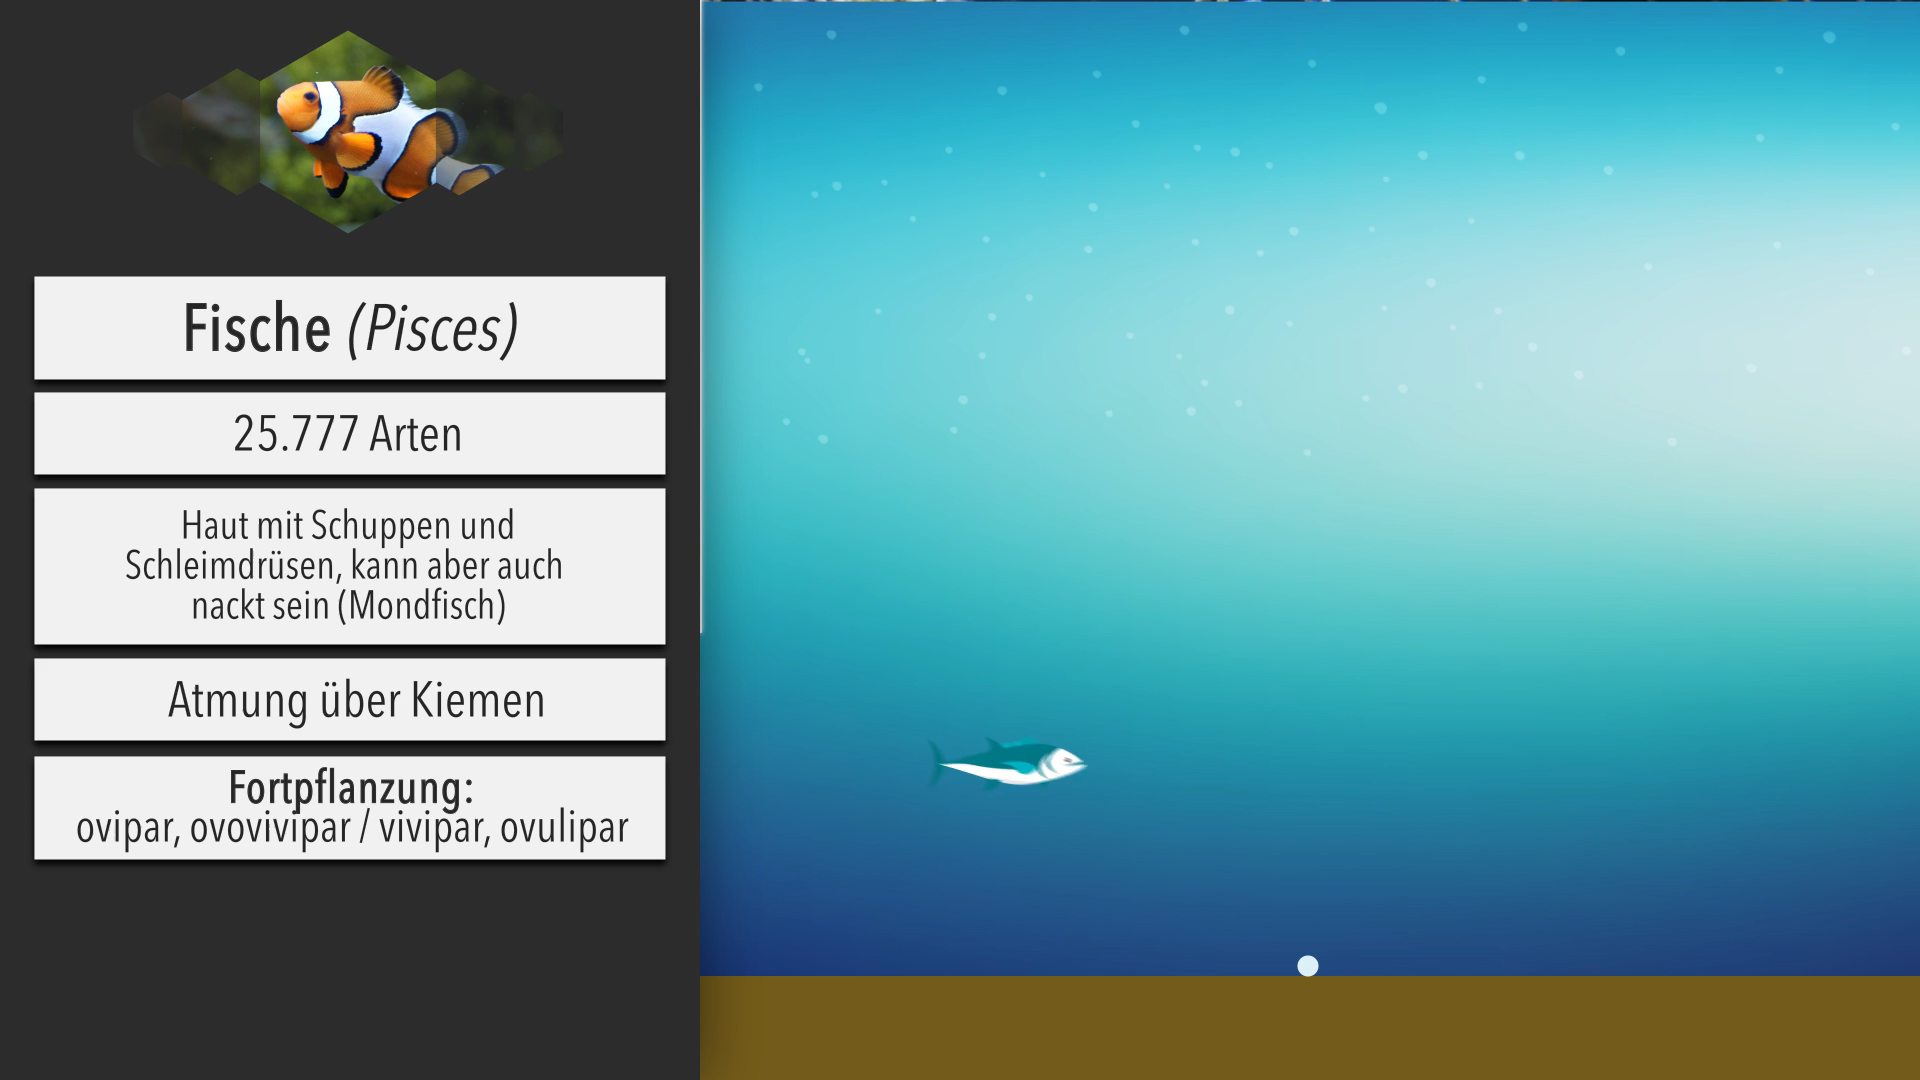 Fische (Pisces)
25.777 Arten
Haut mit Schuppen und
Schleimdrüsen, kann aber auch
nackt sein (Mondfisch)
Atmung über Kiemen
Fortpflanzung:
ovipar, ovovivipar / vivipar, ovulipar